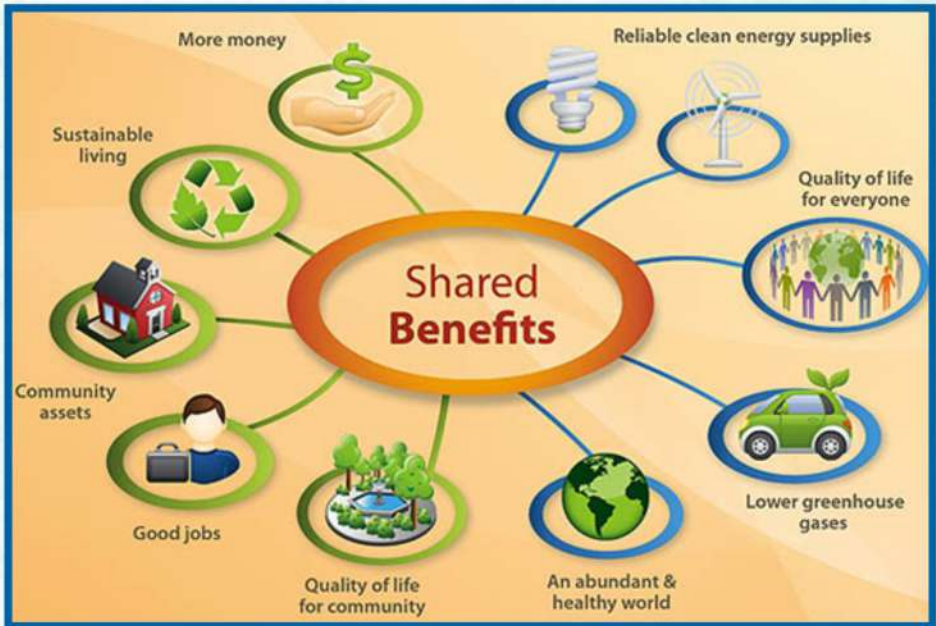 More money
Reliable clean energy supplies
Sustainable
living
Quality of life
for everyone
Shared
Benefits
Community
assets
Lower greenhouse
gases
Good jobs
Quality of life
for community
An abundant &
healthy world